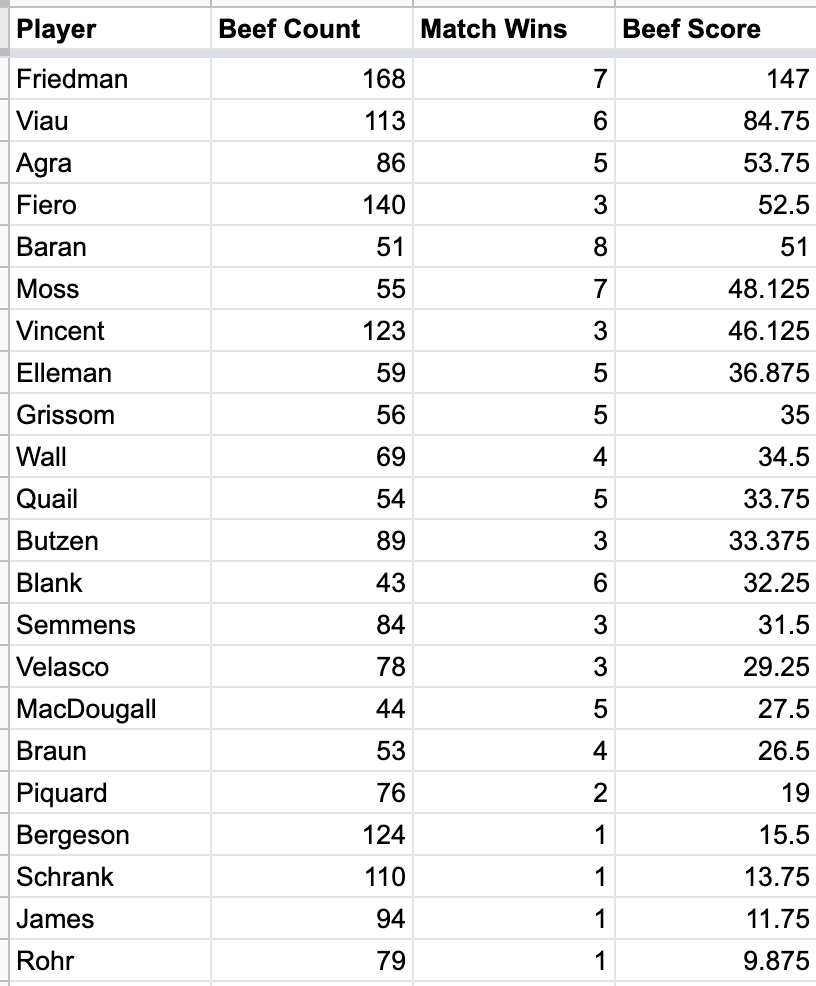 Player Beef Count Match Wins Beef Score
Friedman 168 7 147
Viau 113 6 84.75
Agra 86 5 53.75
Fiero 140 3 52.5
Baran 51 8 51
Moss 55 7 48.125
Vincent 123 3 46.125
Elleman 59 5 36.875
Grissom 56 5 35
Wall 69 4 34.5
Quail 54 5 33.75
Butzen 89 3 33.375
Blank 43 6 32.25
Semmens 84 3 31.5
Velasco 78 3 29.25
MacDougall 44 5 27.5
Braun 53 4 26.5
Piquard 76 2 19
Bergeson 124 1 15.5
Schrank 110 1 13.75
James 94 1 11.75
Rohr 79 1 9.875